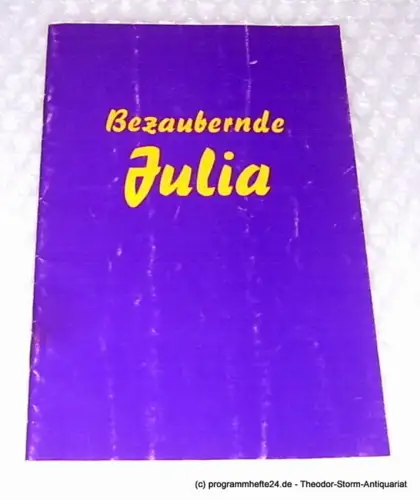 Bezaubernde
Julia
(c) programmhefte24.de - Theodor-Storm-Antiquariat